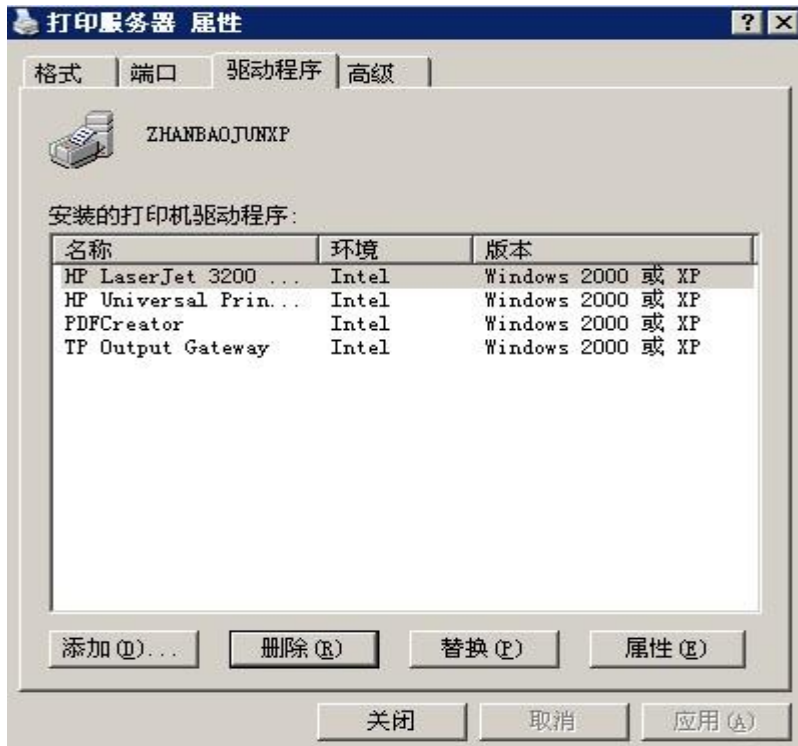 打印服务器 属性
格式 端口 驱动程序 高级
ZHANBAOJUNXP
安装的打印机驱动程序:
名称 环境 版本
HP LaserJet 3200 ... Intel Windows 2000 或 XP
HP Universal Prin... Intel Windows 2000 或 XP
PDFCreator Intel Windows 2000 或 XP
TP Output Gateway Intel Windows 2000 或 XP
添加(D)... 删除(R) 替换(P) 属性(E)
关闭 取消 应用(A)